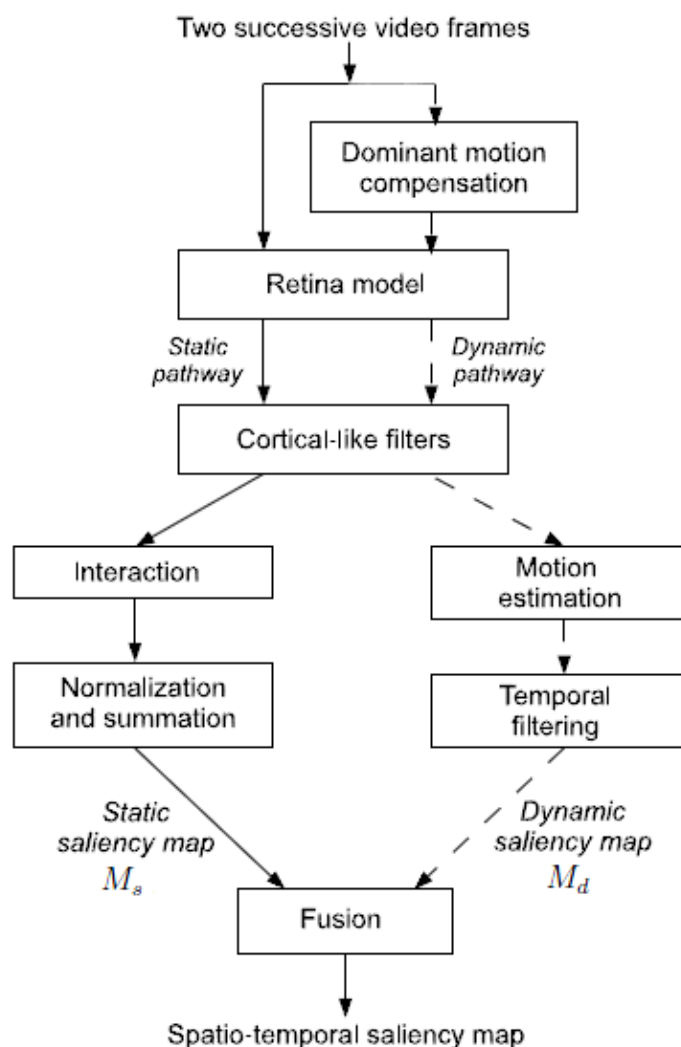 Two successive video frames
Dominant motion
compensation
Retina model
Static
pathway
Dynamic
pathway
Cortical-like filters
Interaction
Motion
estimation
Normalization
and summation
Temporal
filtering
Static
saliency map
M_s
Dynamic
saliency map
M_d
Fusion
Spatio-temporal saliency map